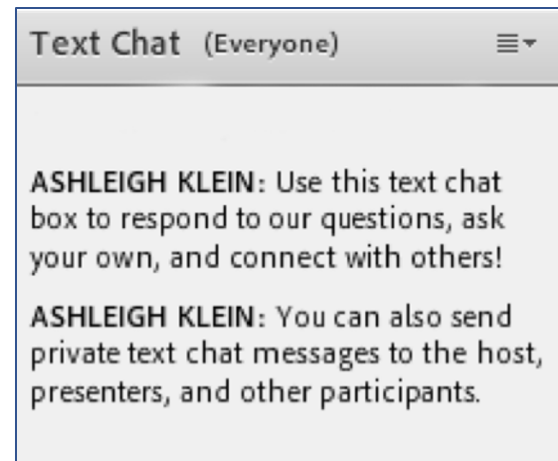 Text Chat (Everyone)
ASHLEIGH KLEIN: Use this text chat
box to respond to our questions, ask
your own, and connect with others!
ASHLEIGH KLEIN: You can also send
private text chat messages to the host,
presenters, and other participants.